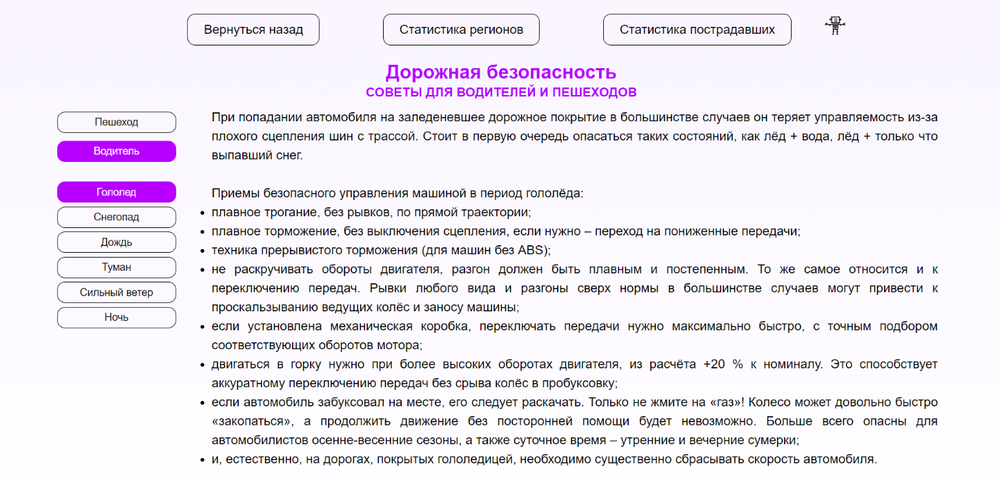 Вернуться назад
Статистика регионов
Статистика пострадавших
Дорожная безопасность
СОВЕТЫ ДЛЯ ВОДИТЕЛЕЙ И ПЕШЕХОДОВ
Пешеход
Водитель
Гололед
Снегопад
Дождь
Туман
Сильный ветер
Ночь
При попадании автомобиля на заледеневшее дорожное покрытие в большинстве случаев он теряет управляемость из-за
плохого сцепления шин с трассой. Стоит в первую очередь опасаться таких состояний, как лёд + вода, лёд + только что
выпавший снег.
Приемы безопасного управления машиной в период гололёда:
• плавное трогание, без рывков, по прямой траектории;
• плавное торможение, без выключения сцепления, если нужно – переход на пониженные передачи;
• техника прерывистого торможения (для машин без ABS);
• не раскручивать обороты двигателя, разгон должен быть плавным и постепенным. То же самое относится и к
переключению передач. Рывки любого вида и разгоны сверх нормы в большинстве случаев могут привести к
проскальзыванию ведущих колёс и заносу машины;
• если установлена механическая коробка, переключать передачи нужно максимально быстро, с точным подбором
соответствующих оборотов мотора;
• двигаться в горку нужно при более высоких оборотах двигателя, из расчёта +20 % к номиналу. Это способствует
аккуратному переключению передач без срыва колёс в пробуксовку;
• если автомобиль забуксовал на месте, его следует раскачать. Только не жмите на «газ»! Колесо может довольно быстро
«закопаться», а продолжить движение без посторонней помощи будет невозможно. Больше всего опасны для
автомобилистов осенне-весенние сезоны, а также суточное время – утренние и вечерние сумерки;
• и, естественно, на дорогах, покрытых гололедицей, необходимо существенно сбрасывать скорость автомобиля.